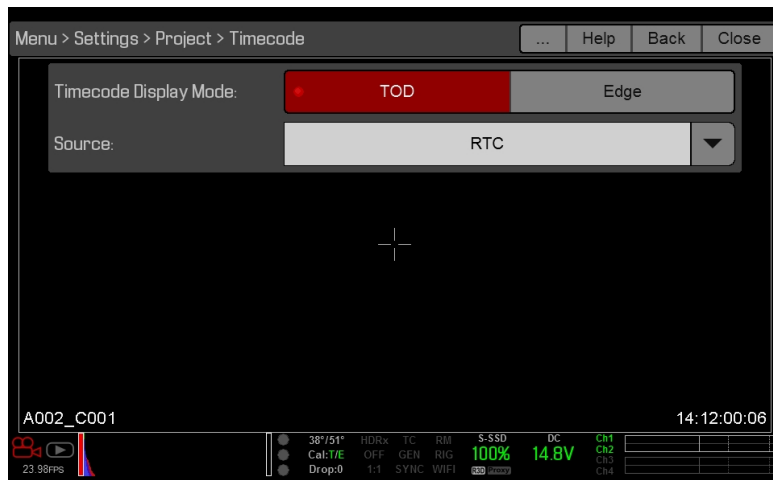 Menu > Settings > Project > Timecode ... Help Back Close
Timecode Display Mode: TOD Edge
Source: RTC
A002_C001 14:12:00:06
38°/51° HDRx TC RM S-SSD DC Ch1
Cal:T/E OFF GEN RIG 100% 14.8V Ch2
Ch3
23.98FPS Drop:0 1:1 SYNC WIFI R3D Proxy Ch4